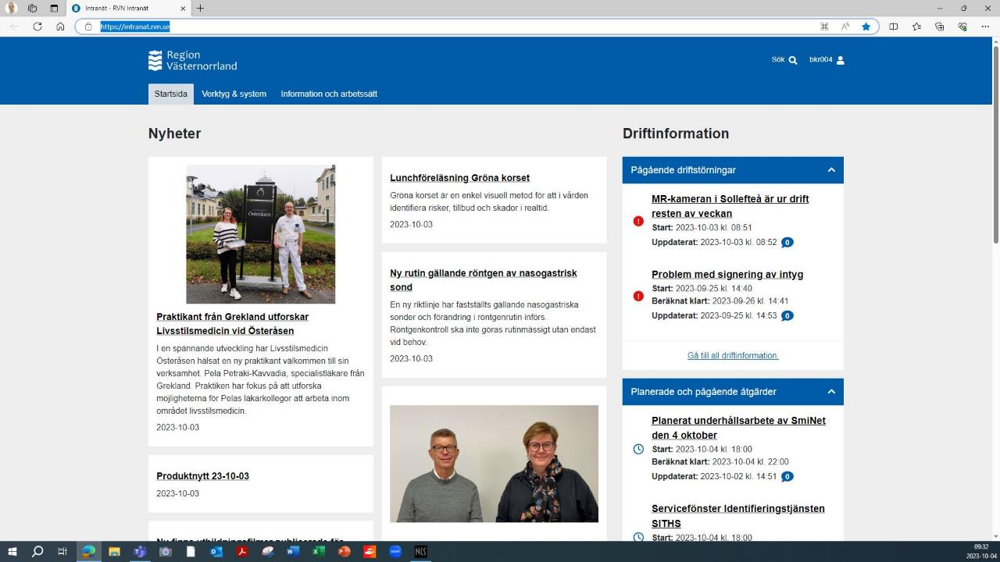 Intranät - RVN Intranät
https://intranat.rvn.se
Region
Västernorrland
Sök
bkr004
Startsida
Verktyg & system
Information och arbetssätt
Nyheter
Österåsen
Praktikant från Grekland utforskar
Livsstilsmedicin vid Österåsen
I en spännande utveckling har Livsstilsmedicin
Österåsen hälsat en ny praktikant välkommen till sin
verksamhet. Pela Petraki-Kavvadia, specialistläkare från
Grekland. Praktiken har fokus på att utforska
möjligheterna för Pelas läkarkollegor att arbeta inom
området livsstilsmedicin.
2023-10-03
Produktnytt 23-10-03
2023-10-03
Lunchföreläsning Gröna korset
Gröna korset är en enkel visuell metod för att i vården
identifiera risker, tillbud och skador i realtid.
2023-10-03
Ny rutin gällande röntgen av nasogastrisk
sond
En ny riktlinje har fastställts gällande nasogastriska
sonder och förändring i röntgenrutin införs.
Röntgenkontroll ska inte göras rutinmässigt utan endast
vid behov.
2023-10-03
Driftinformation
Pågående driftstörningar
MR-kameran i Sollefteå är ur drift
resten av veckan
Start: 2023-10-03 kl. 08:51
Uppdaterat: 2023-10-03 kl. 08:52 0
Problem med signering av intyg
Start: 2023-09-25 kl. 14:40
Beräknat klart: 2023-09-26 kl. 14:41
Uppdaterat: 2023-09-25 kl. 14:53 0
Gå till all driftinformation.
Planerade och pågående åtgärder
Planerat underhållsarbete av SmiNet
den 4 oktober
Start: 2023-10-04 kl. 18:00
Beräknat klart: 2023-10-04 kl. 22:00
Uppdaterat: 2023-10-02 kl. 14:51 0
Servicefönster Identifieringstjänsten
SITHS
Start: 2023-10-04 kl. 18:00
zoom
NCS
09:32
2023-10-04